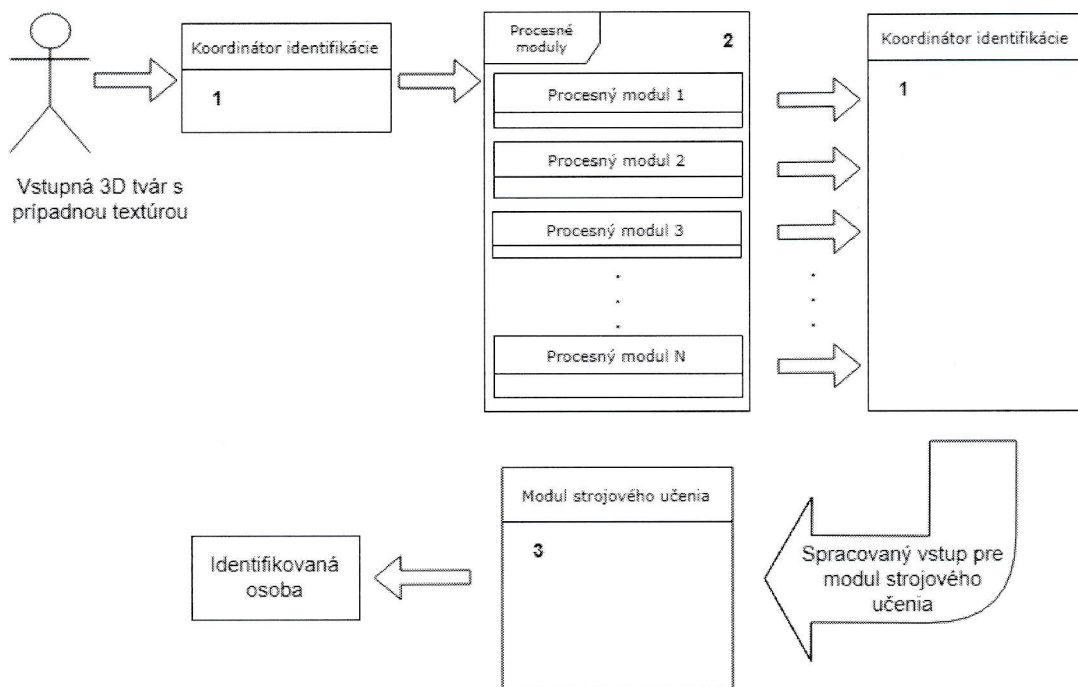 Koordinátor identifikácie
1
Procesné
moduly
2
Procesný modul 1
Procesný modul 2
Procesný modul 3
.
.
.
Procesný modul N
.
.
.
Koordinátor identifikácie
1
Vstupná 3D tvár s
prípadnou textúrou
Spracovaný vstup pre
modul strojového
učenia
Modul strojového učenia
3
Identifikovaná
osoba